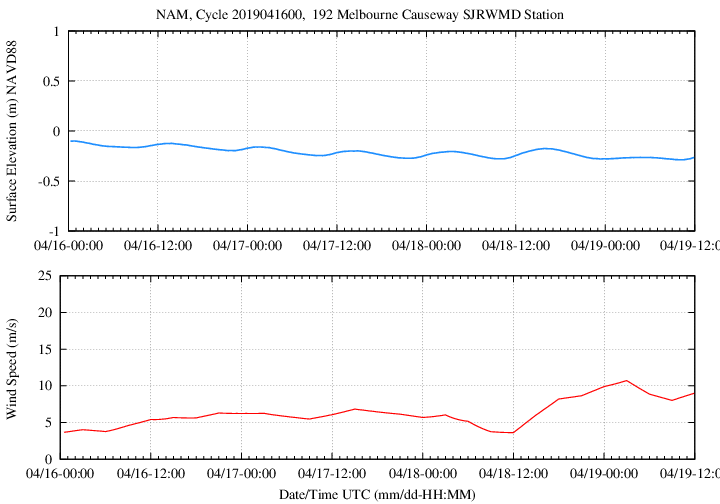 NAM, Cycle 2019041600,  192 Melbourne Causeway SJRWMD Station
Surface Elevation (m) NAVD88
1
0.5
0
-0.5
-1
04/16-00:00 04/16-12:00 04/17-00:00 04/17-12:00 04/18-00:00 04/18-12:00 04/19-00:00 04/19-12:0
Wind Speed (m/s)
25
20
15
10
5
0
04/16-00:00 04/16-12:00 04/17-00:00 04/17-12:00 04/18-00:00 04/18-12:00 04/19-00:00 04/19-12:0
Date/Time UTC (mm/dd-HH:MM)